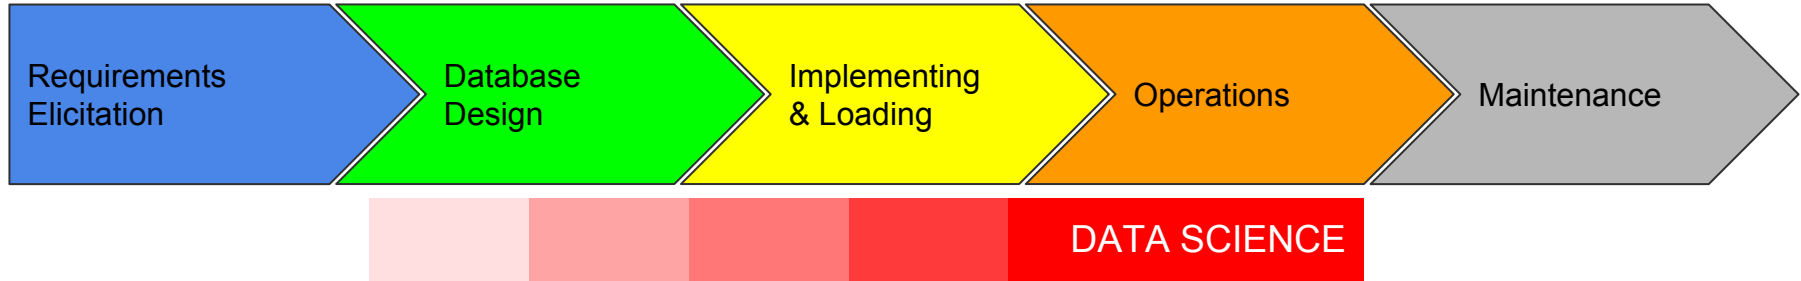 Requirements
Elicitation
Database
Design
Implementing
& Loading
Operations
Maintenance
DATA SCIENCE